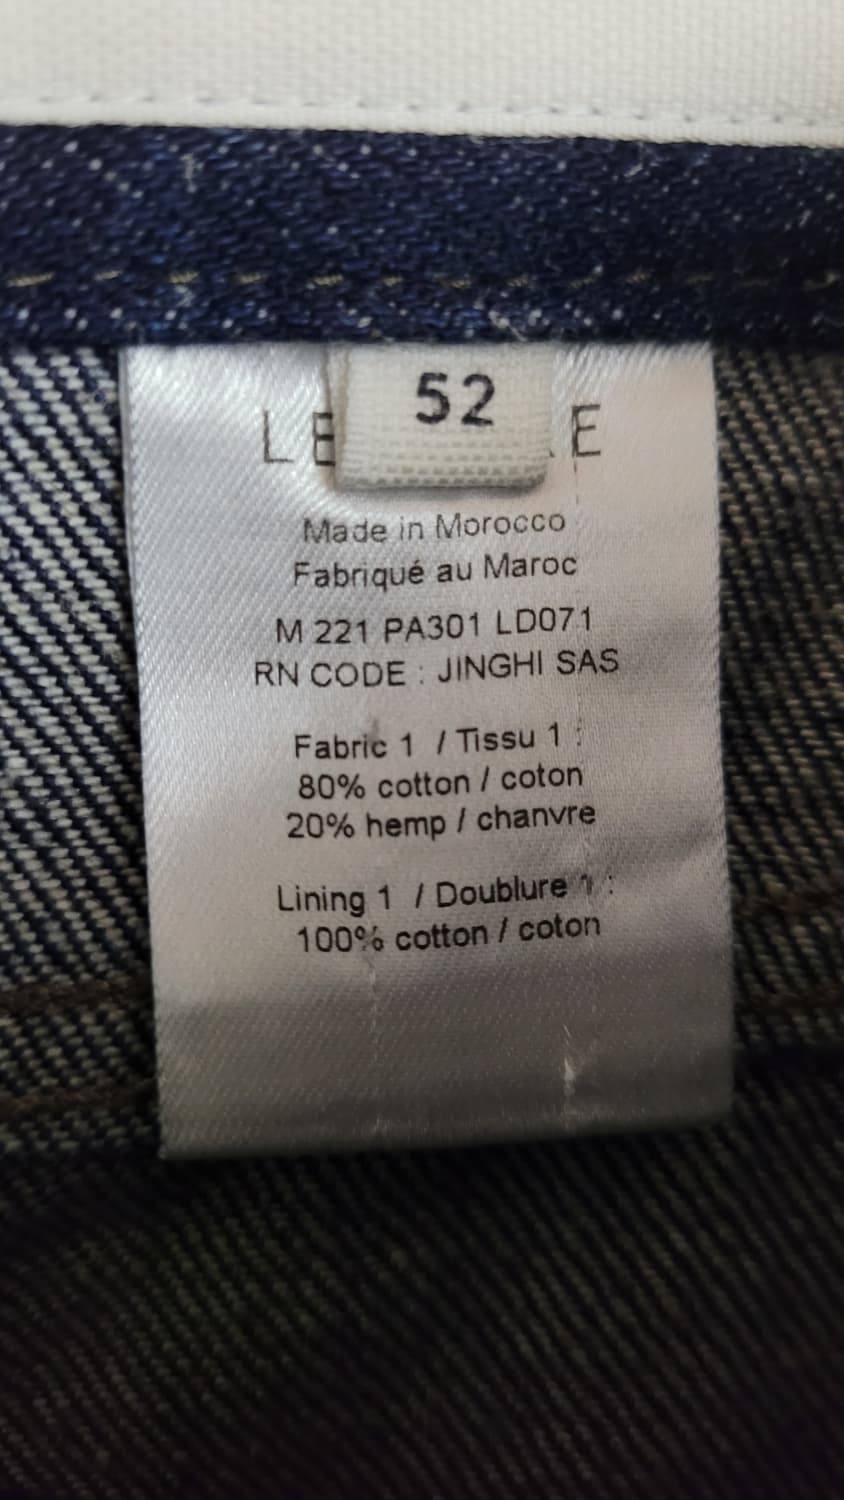 52
LE E
Made in Morocco
Fabriqué au Maroc
M 221 PA301 LD071
RN CODE : JINGHI SAS
Fabric 1 / Tissu 1 :
80% cotton / coton
20% hemp / chanvre
Lining 1 / Doublure 1 :
100% cotton / coton